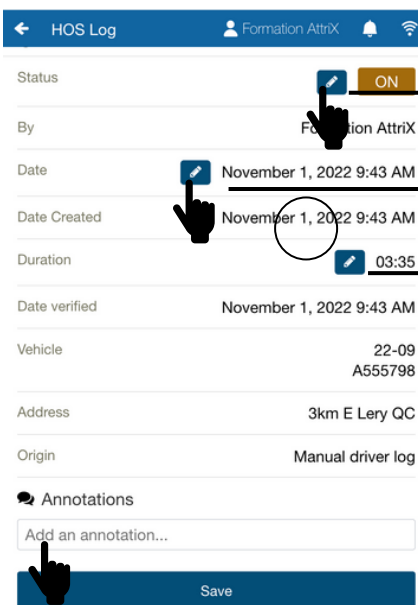 HOS Log Formation AttriX
Status ON
By Formation AttriX
Date November 1, 2022 9:43 AM
Date Created November 1, 2022 9:43 AM
Duration 03:35
Date verified November 1, 2022 9:43 AM
Vehicle 22-09
A555798
Address 3km E Lery QC
Origin Manual driver log
Annotations
Add an annotation...
Save